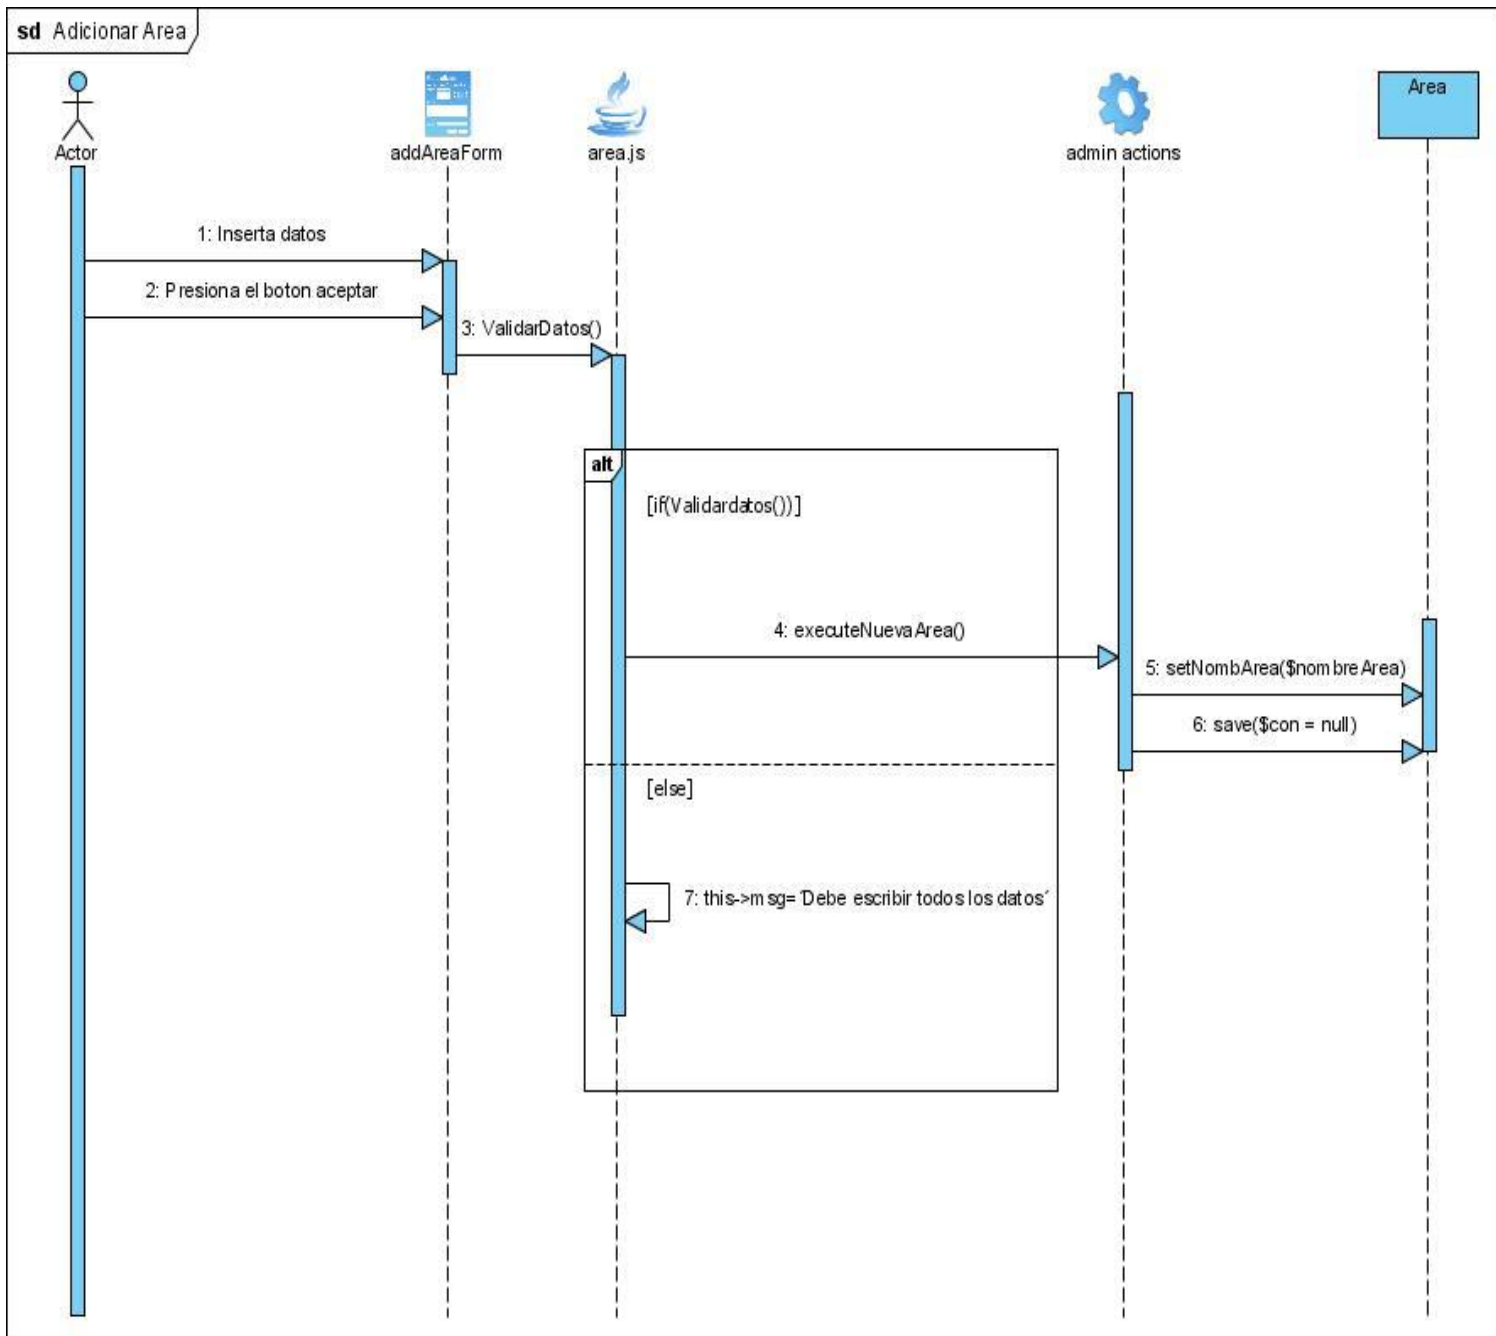 sd Adicionar Area
Actor
addAreaForm
area.js
admin actions
Area
1: Inserta datos
2: Presiona el boton aceptar
3: ValidarDatos()
alt
[if(Validardatos())]
4: executeNuevaArea()
5: setNombArea($nombreArea)
6: save($con = null)
[else]
7: this->msg=´Debe escribir todos los datos´